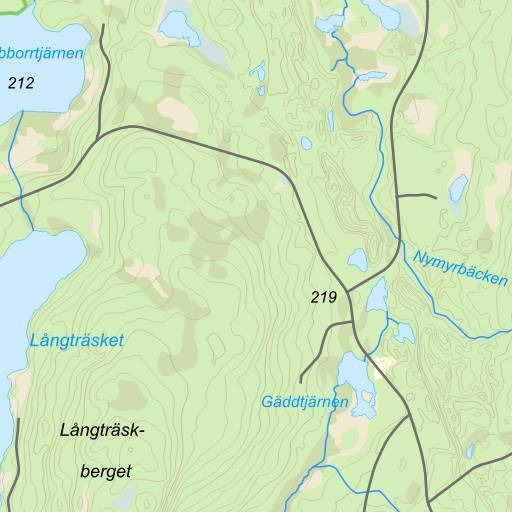 bborrtjärnen
212
Nymyrbäcken
219
Långträsket
Gäddtjärnen
Långträsk-
berget